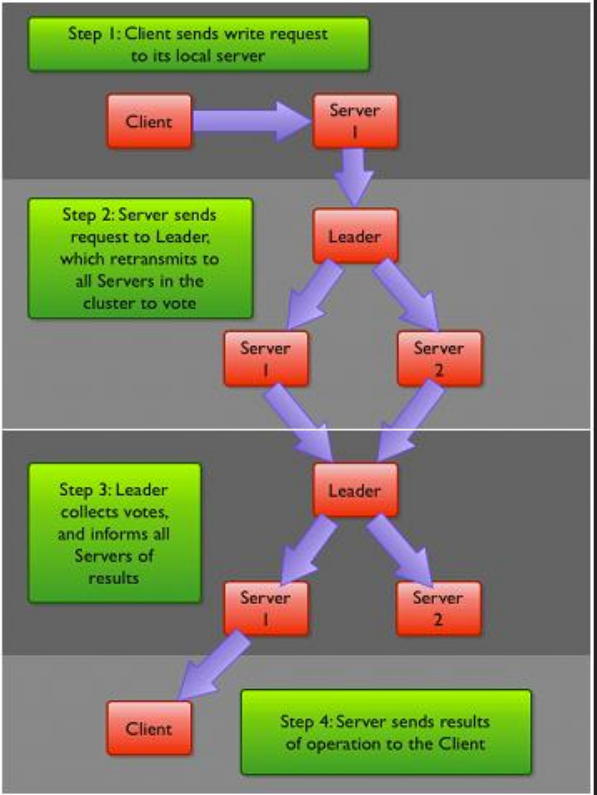 Step 1: Client sends write request
to its local server
Client
Server
1
Step 2: Server sends
request to Leader,
which retransmits to
all Servers in the
cluster to vote
Leader
Server
1
Server
2
Step 3: Leader
collects votes,
and informs all
Servers of
results
Leader
Server
1
Server
2
Client
Step 4: Server sends results
of operation to the Client